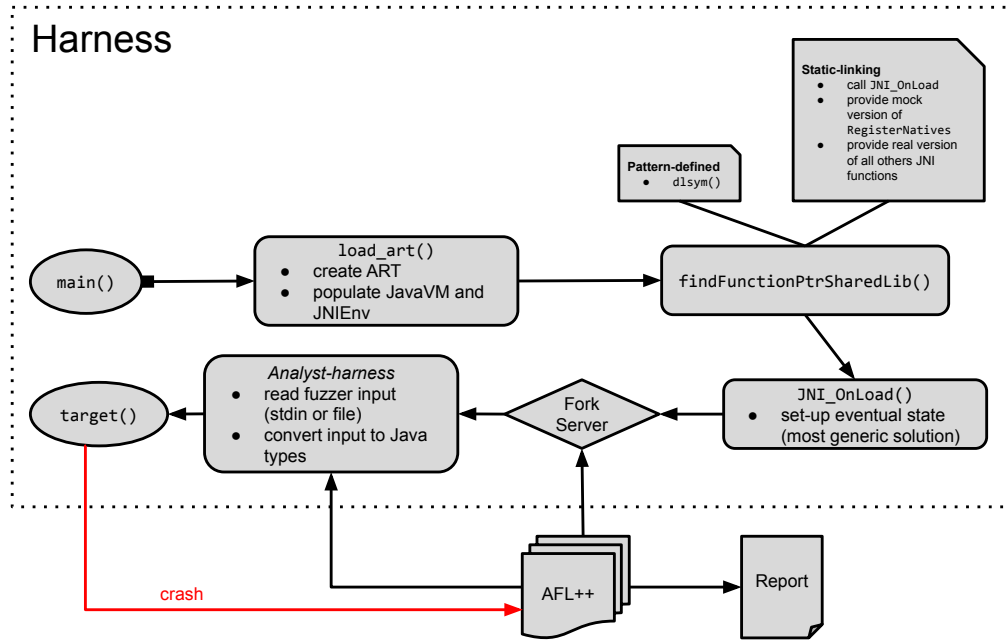 Harness
Static-linking
● call JNI_OnLoad
● provide mock
version of
RegisterNatives
● provide real version
of all others JNI
functions
Pattern-defined
● dlsym()
main()
load_art()
● create ART
● populate JavaVM and
JNIEnv
findFunctionPtrSharedLib()
target()
Analyst-harness
● read fuzzer input
(stdin or file)
● convert input to Java
types
Fork
Server
JNI_OnLoad()
● set-up eventual state
(most generic solution)
crash
AFL++
Report